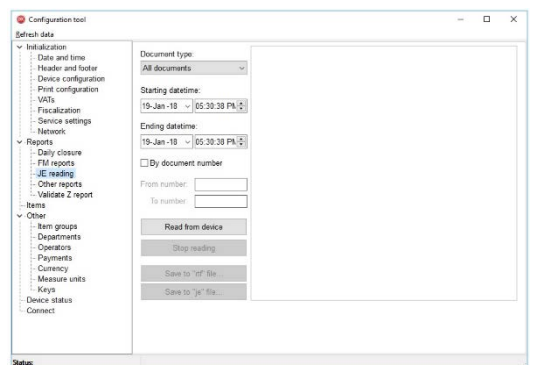 Configuration tool
Refresh data
Initialization
Date and time
Header and footer
Device configuration
Print configuration
VATs
Fiscalization
Service settings
Network
Reports
Daily closure
FM reports
JE reading
Other reports
Validate Z report
Items
Other
Item groups
Departments
Operators
Payments
Currency
Measure units
Keys
Device status
Connect
Document type:
All documents
Starting datetime:
19-Jan -18 05:30:38 PM
Ending datetime:
19-Jan -18 05:30:38 PM
By document number
From number:
To number:
Read from device
Stop reading
Save to "rtf" file...
Save to "je" file...
Status: